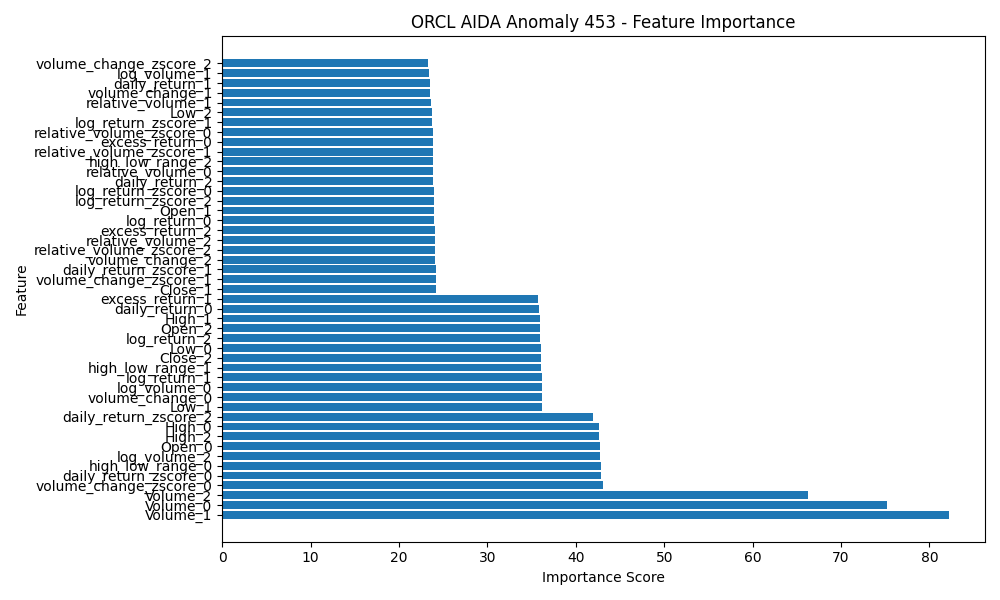 ORCL AIDA Anomaly 453 - Feature Importance
volume_change_zscore_2
log_volume_1
daily_return_1
volume_change_1
relative_volume_1
Low_2
log_return_zscore_1
relative_volume_zscore_0
excess_return_0
relative_volume_zscore_1
high_low_range_2
relative_volume_0
daily_return_2
log_return_zscore_0
log_return_zscore_2
Open_1
log_return_0
excess_return_2
relative_volume_2
relative_volume_zscore_2
volume_change_2
daily_return_zscore_1
volume_change_zscore_1
Close_1
excess_return_1
daily_return_0
High_1
Open_2
log_return_2
Low_0
Close_2
high_low_range_1
log_return_1
log_volume_0
volume_change_0
Low_1
daily_return_zscore_2
High_0
High_2
Open_0
log_volume_2
high_low_range_0
daily_return_zscore_0
volume_change_zscore_0
Volume_2
Volume_0
Volume_1
Feature
0 10 20 30 40 50 60 70 80
Importance Score